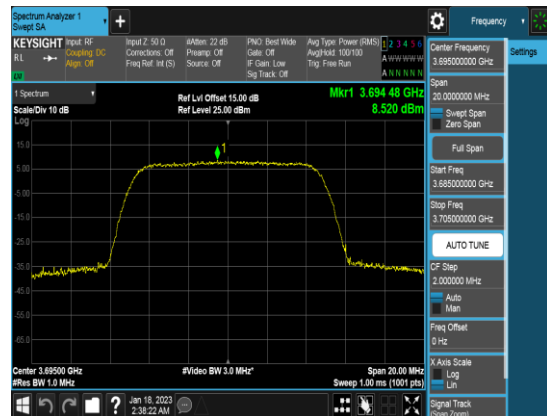 Spectrum Analyzer 1
Swept SA
Frequency
KEYSIGHT
RL
LV
Input: RF
Coupling: DC
Align: Off
Input Z: 50 Ω
Corrections: Off
Freq Ref: Int (S)
#Atten: 22 dB
Preamp: Off
Source: Off
PNO: Best Wide
Gate: Off
IF Gain: Low
Sig Track: Off
Avg Type: Power (RMS)
Avg|Hold: 100/100
Trig: Free Run
1 2 3 4 5 6
A W W W W W
A N N N N N
1 Spectrum
Scale/Div 10 dB
Log
Ref Lvl Offset 15.00 dB
Ref Level 25.00 dBm
Mkr1 3.694 48 GHz
8.520 dBm
1
15.0
5.00
-5.00
-15.0
-25.0
-35.0
-45.0
-55.0
-65.0
Center 3.69500 GHz
#Res BW 1.0 MHz
#Video BW 3.0 MHz*
Span 20.00 MHz
Sweep 1.00 ms (1001 pts)
Jan 18, 2023
2:38:22 AM
Center Frequency
3.695000000 GHz
Settings
Span
20.0000000 MHz
Swept Span
Zero Span
Full Span
Start Freq
3.685000000 GHz
Stop Freq
3.705000000 GHz
AUTO TUNE
CF Step
2.000000 MHz
Auto
Man
Freq Offset
0 Hz
X Axis Scale
Log
Lin
Signal Track
(Span Zoom)